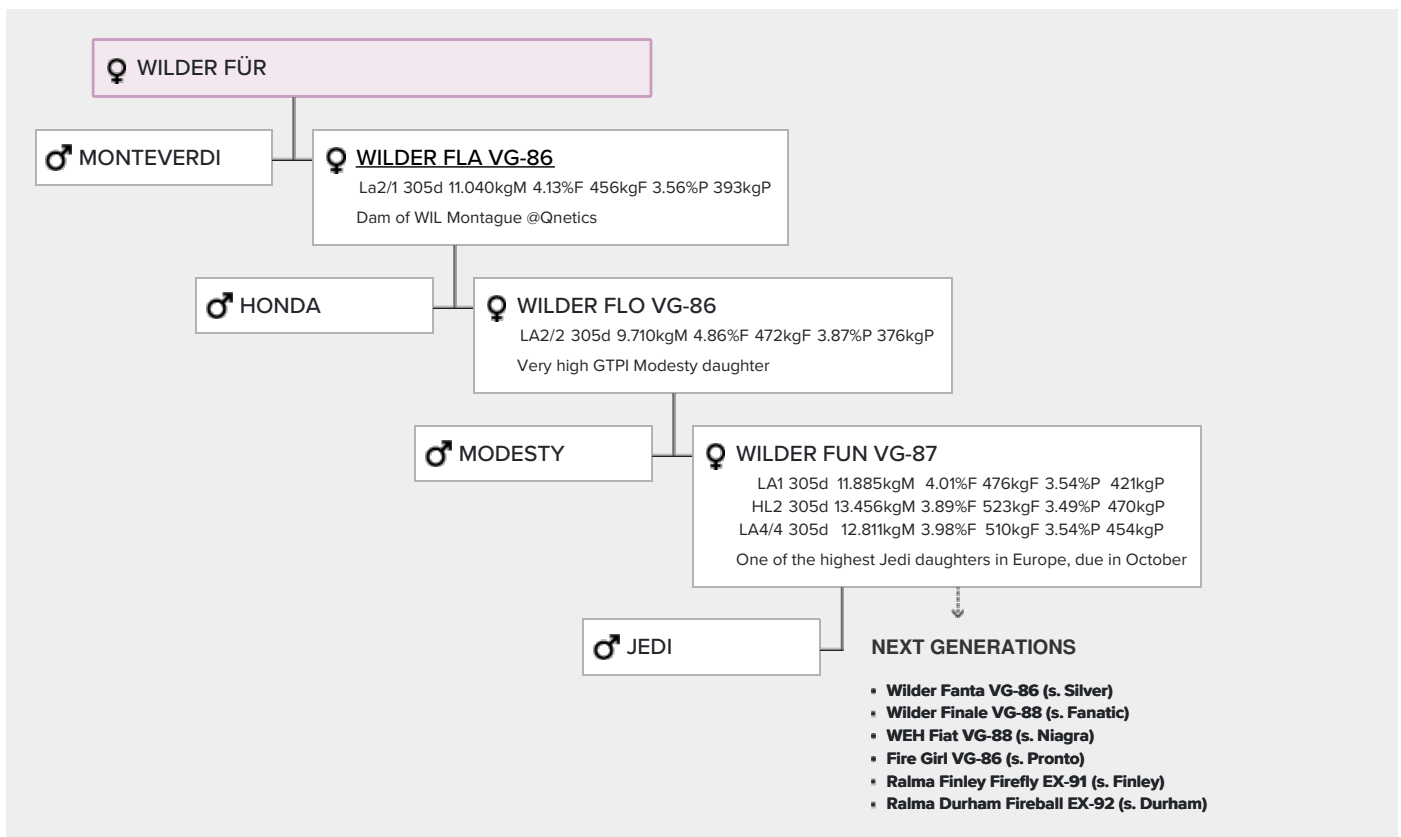 WILDER FÜR
MONTEVERDI
WILDER FLA VG-86
La2/1 305d 11.040kgM 4.13%F 456kgF 3.56%P 393kgP
Dam of WIL Montague @Qnetics
HONDA
WILDER FLO VG-86
LA2/2 305d 9.710kgM 4.86%F 472kgF 3.87%P 376kgP
Very high GTPI Modesty daughter
MODESTY
WILDER FUN VG-87
LA1 305d 11.885kgM 4.01%F 476kgF 3.54%P 421kgP
HL2 305d 13.456kgM 3.89%F 523kgF 3.49%P 470kgP
LA4/4 305d 12.811kgM 3.98%F 510kgF 3.54%P 454kgP
One of the highest Jedi daughters in Europe, due in October
JEDI
NEXT GENERATIONS
• Wilder Fanta VG-86 (s. Silver)
• Wilder Finale VG-88 (s. Fanatic)
• WEH Fiat VG-88 (s. Niagra)
• Fire Girl VG-86 (s. Pronto)
• Ralma Finley Firefly EX-91 (s. Finley)
• Ralma Durham Fireball EX-92 (s. Durham)